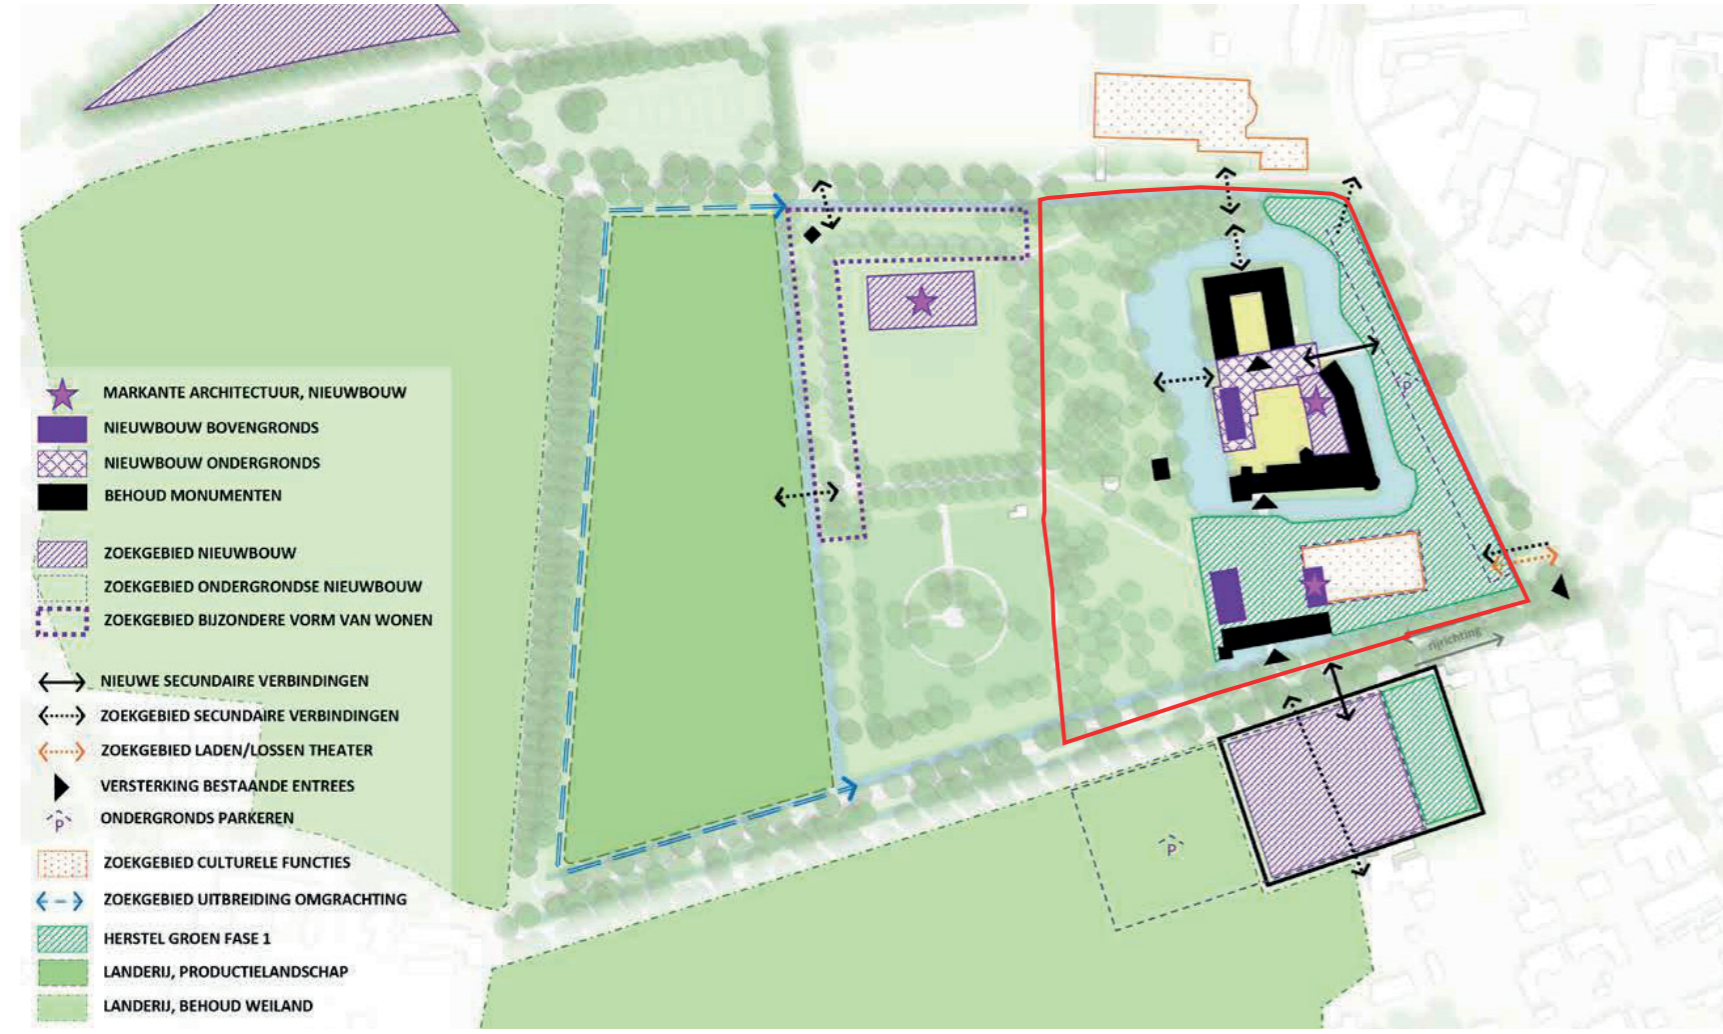 MARKANTE ARCHITECTUUR, NIEUWBOUW
NIEUWBOUW BOVENGRONDS
NIEUWBOUW ONDERGRONDS
BEHOUD MONUMENTEN
ZOEKGEBIED NIEUWBOUW
ZOEKGEBIED ONDERGRONDSE NIEUWBOUW
ZOEKGEBIED BIJZONDERE VORM VAN WONEN
NIEUWE SECUNDAIRE VERBINDINGEN
ZOEKGEBIED SECUNDAIRE VERBINDINGEN
ZOEKGEBIED LADEN/LOSSEN THEATER
VERSTERKING BESTAANDE ENTREES
P ONDERGRONDS PARKEREN
ZOEKGEBIED CULTURELE FUNCTIES
ZOEKGEBIED UITBREIDING OMGRACHTING
HERSTEL GROEN FASE 1
LANDERIJ, PRODUCTIELANDSCHAP
LANDERIJ, BEHOUD WEILAND
P
rijrichting
P